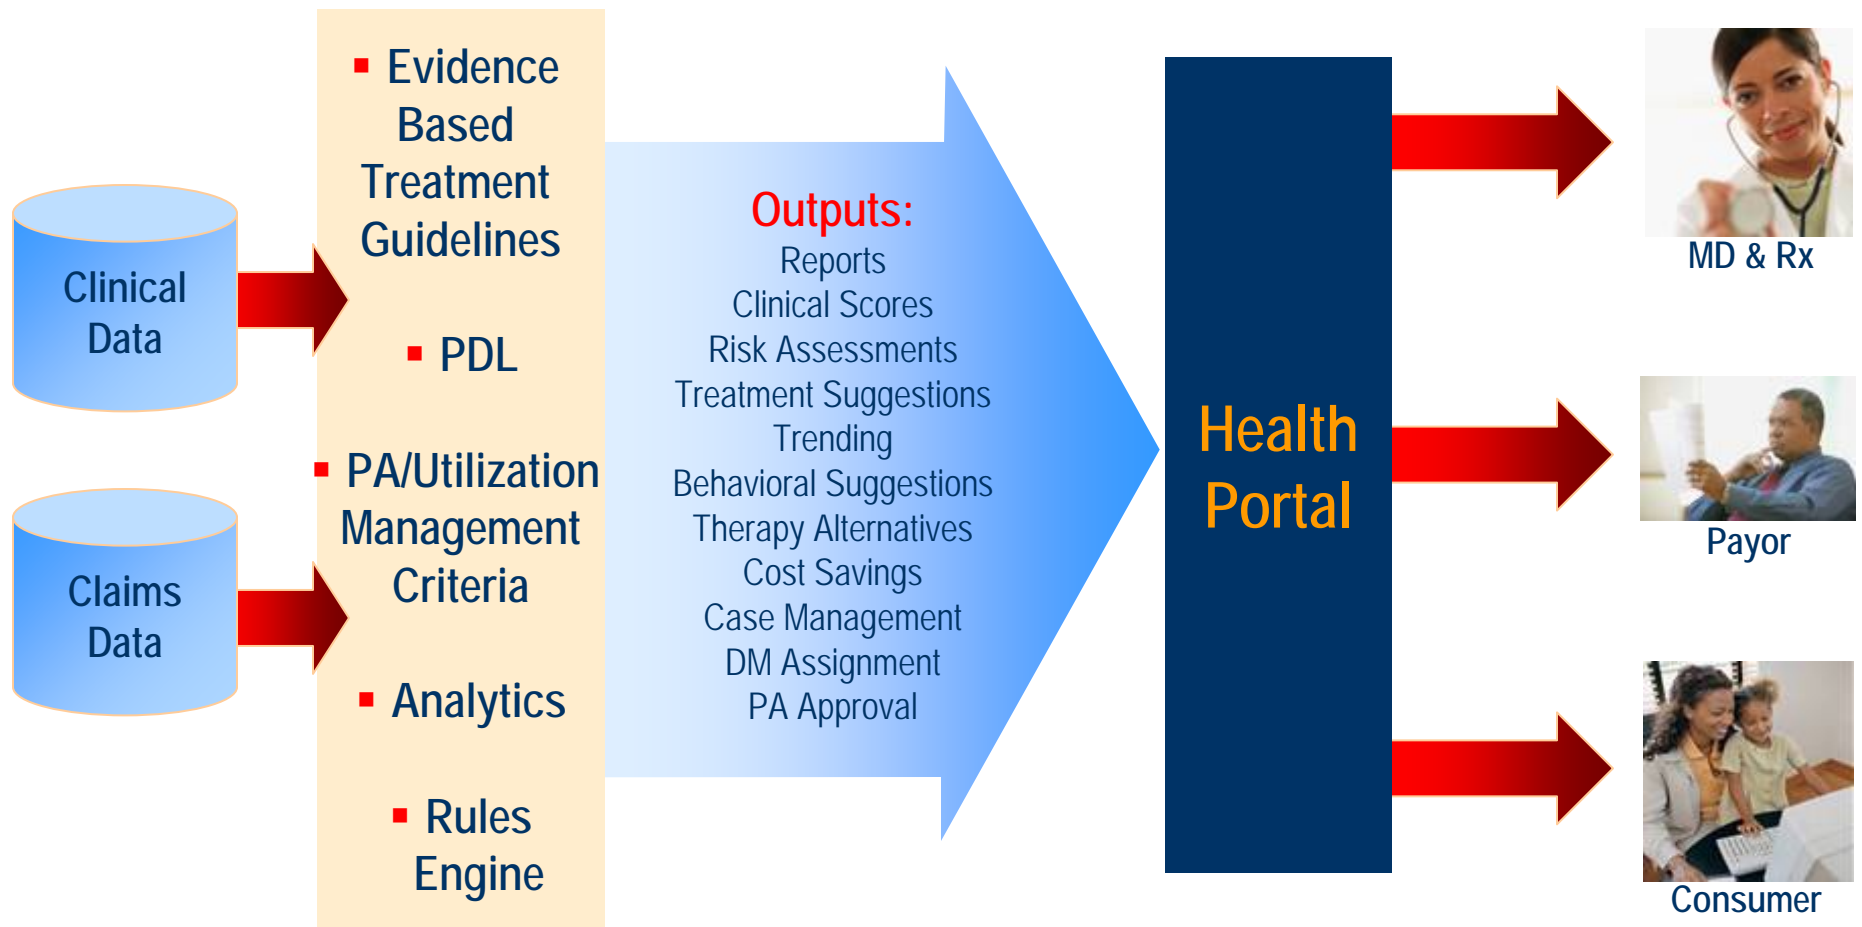 Clinical
Data
Claims
Data
▪ Evidence
Based
Treatment
Guidelines
▪ PDL
▪ PA/Utilization
Management
Criteria
▪ Analytics
▪ Rules
Engine
Outputs:
Reports
Clinical Scores
Risk Assessments
Treatment Suggestions
Trending
Behavioral Suggestions
Therapy Alternatives
Cost Savings
Case Management
DM Assignment
PA Approval
Health
Portal
MD & Rx
Payor
Consumer